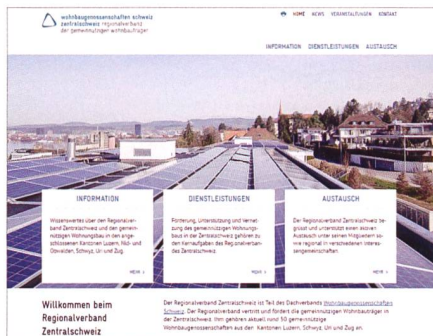 wohnbaugenossenschaften schweiz
zentralschweiz regionalverband
der gemeinnützigen wohnbauträger
HOME NEWS VERANSTALTUNGEN KONTAKT
INFORMATION DIENSTLEISTUNGEN AUSTAUSCH
INFORMATION
Wissenswertes über den Regionalver-
band Zentralschweiz und den gemein-
nützigen Wohnungsbau in den ange-
schlossenen Kantonen Luzern, Nid- und
Obwalden, Schwyz, Uri und Zug.
MEHR
DIENSTLEISTUNGEN
Förderung, Unterstützung und Vernet
zung des gemeinnützigen Wohnungs-
baus in der Zentralschweiz gehören zu
den Kernaufgaben des Regionalverban-
des Zentralschweiz.
MEHR
AUSTAUSCH
Der Regionalverband Zentralschweiz be-
grüsst und unterstützt einen aktiven
Austausch unter seinen Mitgliedern so-
wie regional in verschiedenen Interes-
sengemeinschaften.
MEHR
Willkommen beim
Regionalverband
Zentralschweiz
Der Regionalverband Zentralschweiz ist Teil des Dachverbands Wohnbaugenossenschaften
Schweiz. Der Regionalverband vertritt und fördert die gemeinnützigen Wohnbauträger in
der Zentralschweiz. Ihm gehören aktuell rund 50 gemeinnützige
Wohnbaugenossenschaften aus den Kantonen Luzern, Schwyz, Uri und Zug an.